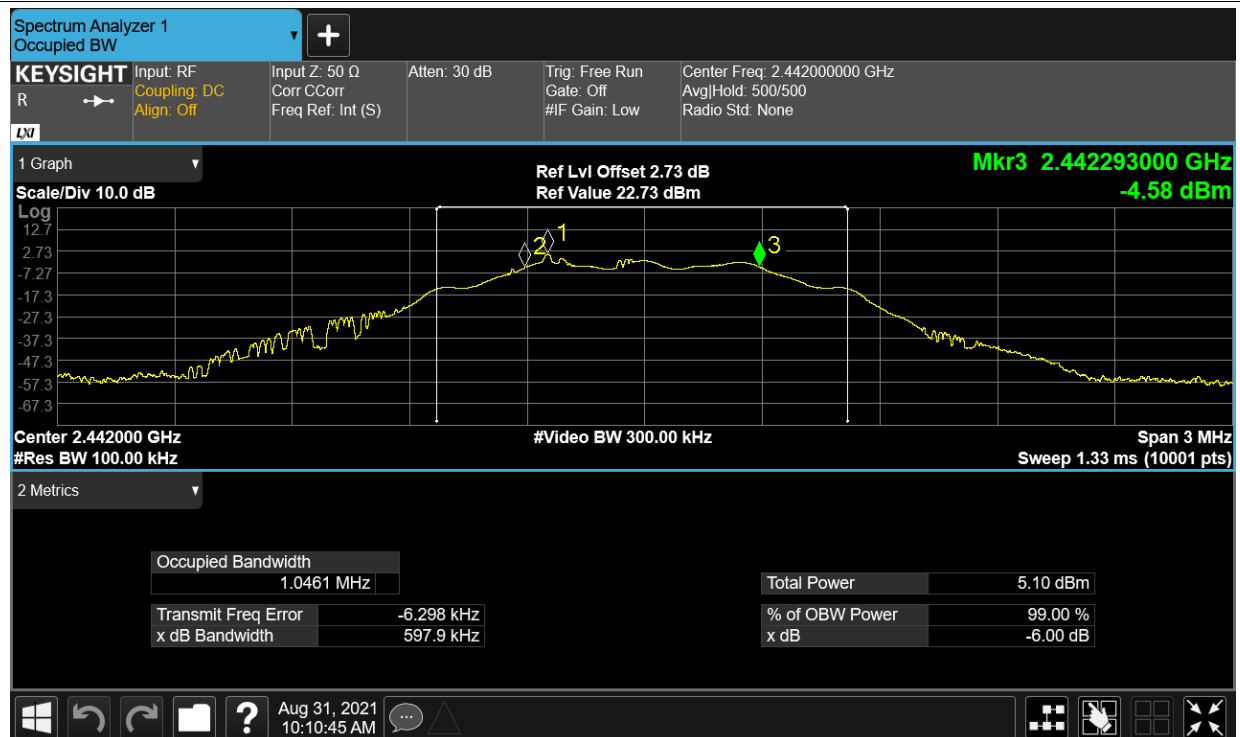 Spectrum Analyzer 1
Occupied BW
+
KEYSIGHT Input: RF Input Z: 50 Ω Atten: 30 dB Trig: Free Run Center Freq: 2.442000000 GHz
R Coupling: DC Corr CCorr Gate: Off Avg|Hold: 500/500
Align: Off Freq Ref: Int (S) #IF Gain: Low Radio Std: None
LXI
1 Graph Ref Lvl Offset 2.73 dB Mkr3 2.442293000 GHz
Scale/Div 10.0 dB Ref Value 22.73 dBm -4.58 dBm
Log
12.7
2.73
-7.27
-17.3
-27.3
-37.3
-47.3
-57.3
-67.3
2 1 3
Center 2.442000 GHz #Video BW 300.00 kHz Span 3 MHz
#Res BW 100.00 kHz Sweep 1.33 ms (10001 pts)
2 Metrics
Occupied Bandwidth
1.0461 MHz Total Power 5.10 dBm
Transmit Freq Error -6.298 kHz % of OBW Power 99.00 %
x dB Bandwidth 597.9 kHz x dB -6.00 dB
? Aug 31, 2021
10:10:45 AM